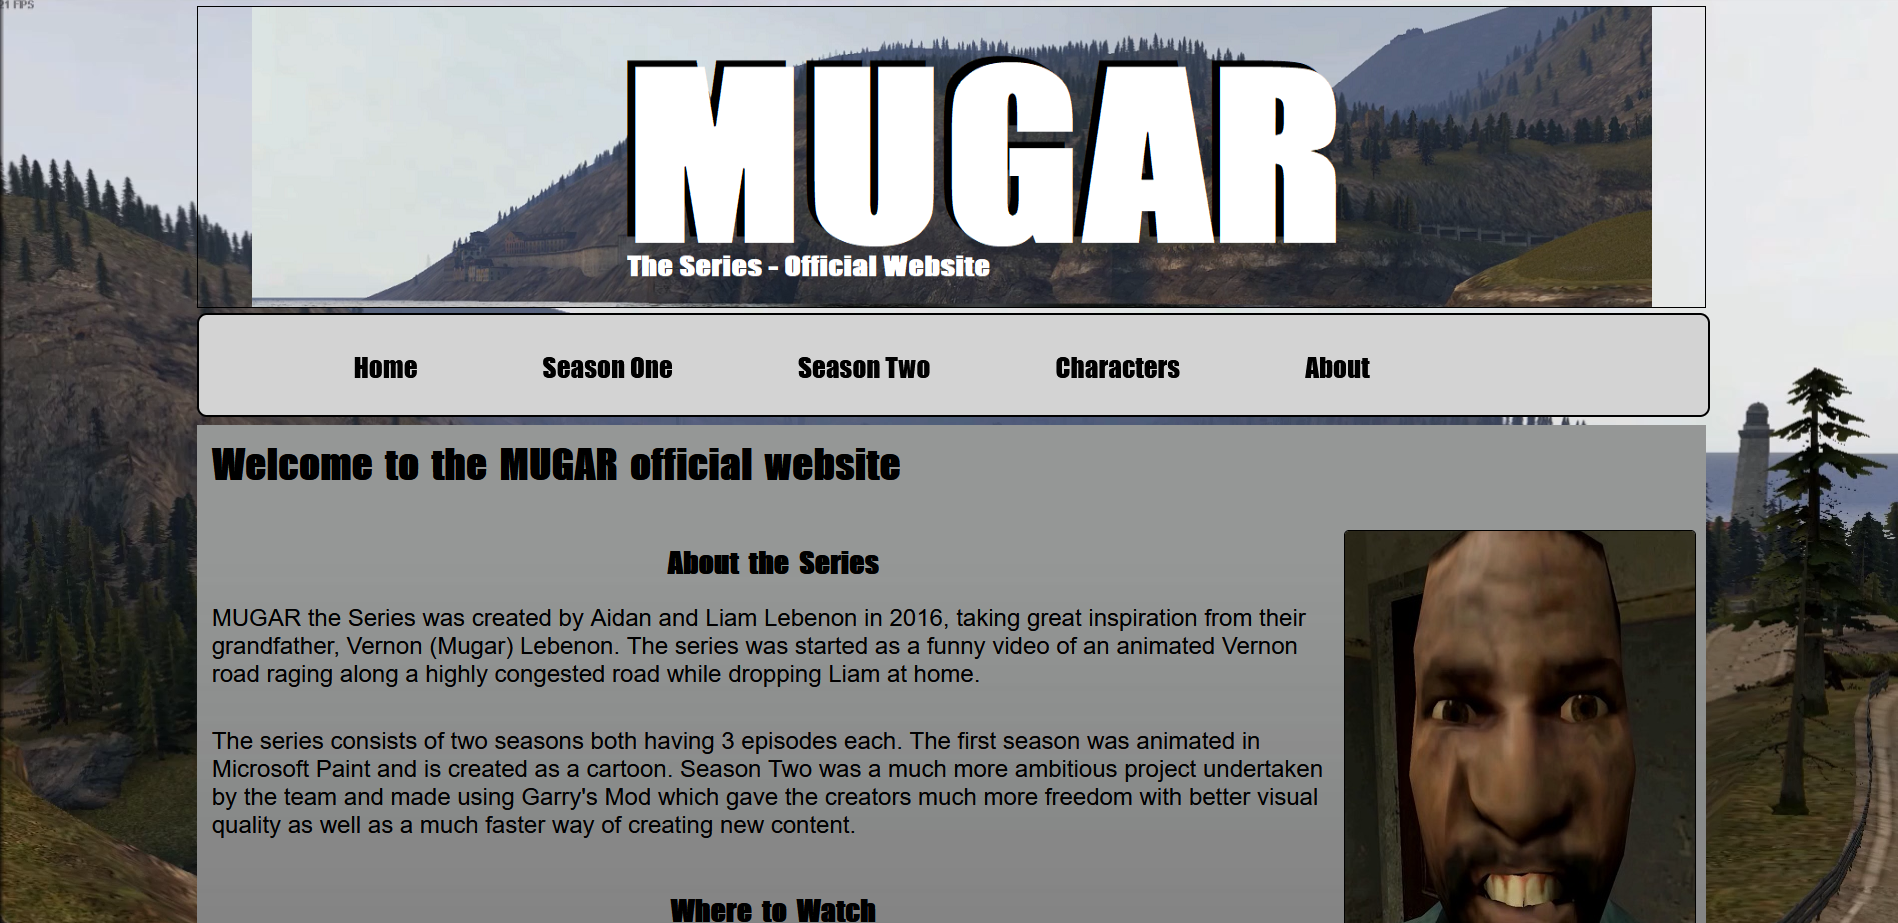 21 FPS
MUGAR
The Series - Official Website
Home Season One Season Two Characters About
Welcome to the MUGAR official website
About the Series
MUGAR the Series was created by Aidan and Liam Lebenon in 2016, taking great inspiration from their
grandfather, Vernon (Mugar) Lebenon. The series was started as a funny video of an animated Vernon
road raging along a highly congested road while dropping Liam at home.
The series consists of two seasons both having 3 episodes each. The first season was animated in
Microsoft Paint and is created as a cartoon. Season Two was a much more ambitious project undertaken
by the team and made using Garry's Mod which gave the creators much more freedom with better visual
quality as well as a much faster way of creating new content.
Where to Watch